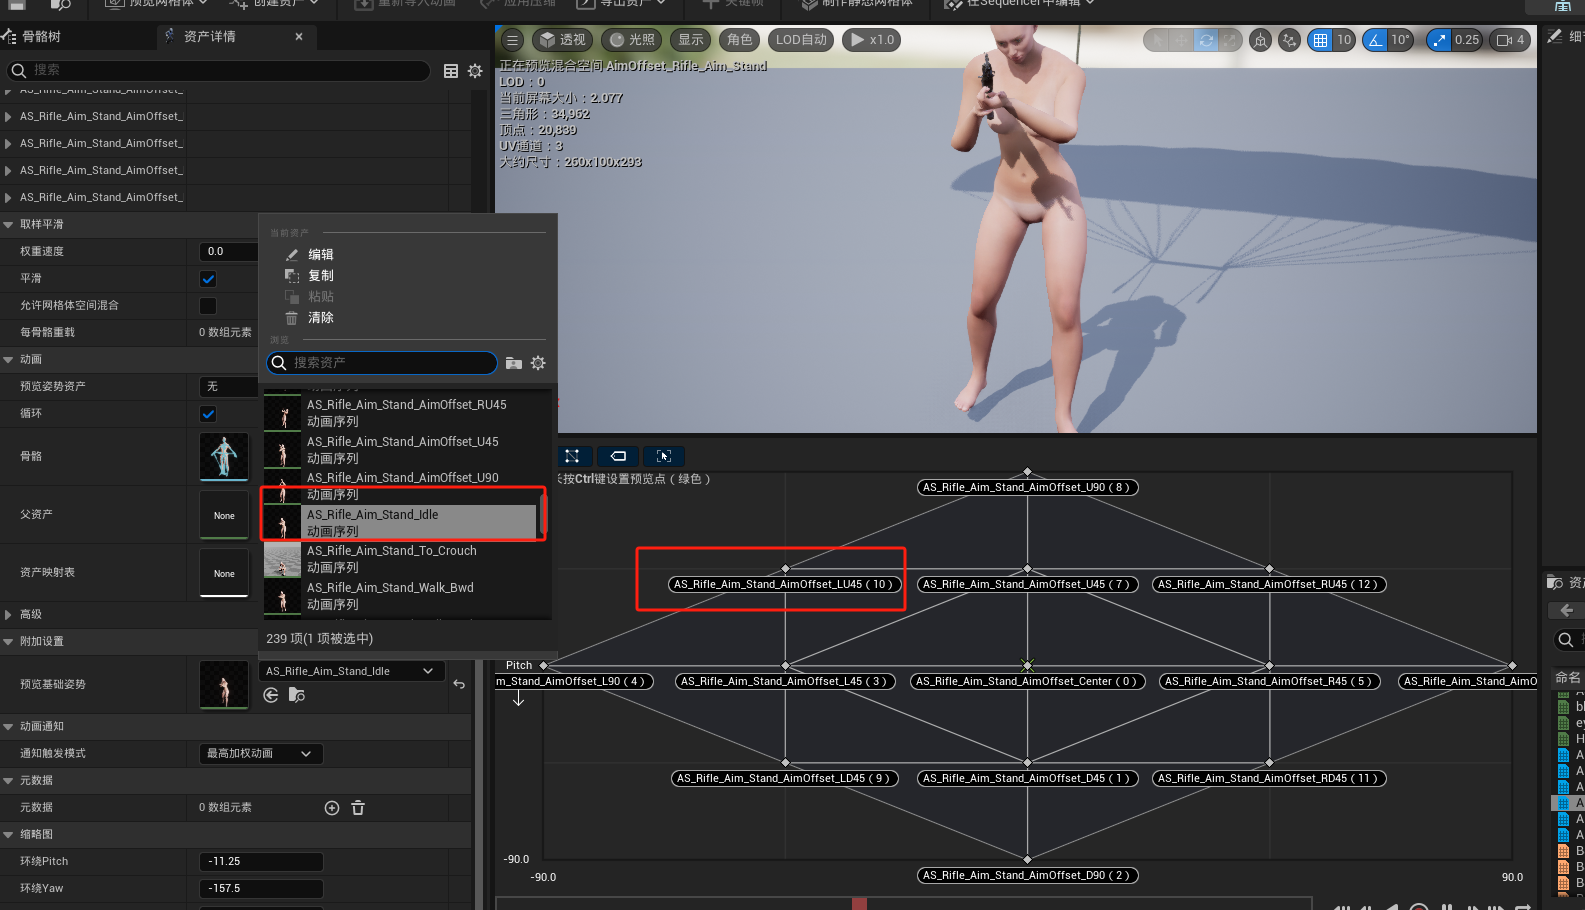 预览网格体
创建资产
重新导入动画
应用压缩
导出资产
关键帧
制作静态网格体
在Sequencer中编辑
骨骼树
资产详情
搜索
AS_Rifle_Aim_Stand_AimOffset_
AS_Rifle_Aim_Stand_AimOffset_
AS_Rifle_Aim_Stand_AimOffset_
AS_Rifle_Aim_Stand_AimOffset_
AS_Rifle_Aim_Stand_AimOffset_
取样平滑
权重速度
0.0
平滑
允许网格体空间混合
每骨骼重载
0 数组元素
动画
预览姿势资产
无
循环
骨骼
父资产
None
资产映射表
None
高级
附加设置
预览基础姿势
AS_Rifle_Aim_Stand_Idle
动画通知
通知触发模式
最高加权动画
元数据
元数据
0 数组元素
缩略图
环绕Pitch
-11.25
环绕Yaw
-157.5
当前资产
编辑
复制
粘贴
清除
浏览
搜索资产
AS_Rifle_Aim_Stand_AimOffset_RU45
动画序列
AS_Rifle_Aim_Stand_AimOffset_U45
动画序列
AS_Rifle_Aim_Stand_AimOffset_U90
动画序列
AS_Rifle_Aim_Stand_Idle
动画序列
AS_Rifle_Aim_Stand_To_Crouch
动画序列
AS_Rifle_Aim_Stand_Walk_Bwd
动画序列
239 项(1 项被选中)
透视
光照
显示
角色
LOD自动
x1.0
10
10°
0.25
4
正在预览混合空间 AimOffset_Rifle_Aim_Stand
LOD：0
当前屏幕大小：2.077
三角形：34,962
顶点：20,839
UV通道：3
大约尺寸：260x100x293
长按Ctrl键设置预览点（绿色）
AS_Rifle_Aim_Stand_AimOffset_U90 ( 8 )
AS_Rifle_Aim_Stand_AimOffset_LU45 ( 10 )
AS_Rifle_Aim_Stand_AimOffset_U45 ( 7 )
AS_Rifle_Aim_Stand_AimOffset_RU45 ( 12 )
Pitch
m_Stand_AimOffset_L90 ( 4 )
AS_Rifle_Aim_Stand_AimOffset_L45 ( 3 )
AS_Rifle_Aim_Stand_AimOffset_Center ( 0 )
AS_Rifle_Aim_Stand_AimOffset_R45 ( 5 )
AS_Rifle_Aim_Stand_AimO
AS_Rifle_Aim_Stand_AimOffset_LD45 ( 9 )
AS_Rifle_Aim_Stand_AimOffset_D45 ( 1 )
AS_Rifle_Aim_Stand_AimOffset_RD45 ( 11 )
-90.0
-90.0
AS_Rifle_Aim_Stand_AimOffset_D90 ( 2 )
90.0
细
资
搜
命名
A
bl
ey
H
A
A
A
A
A
A
B
B
B